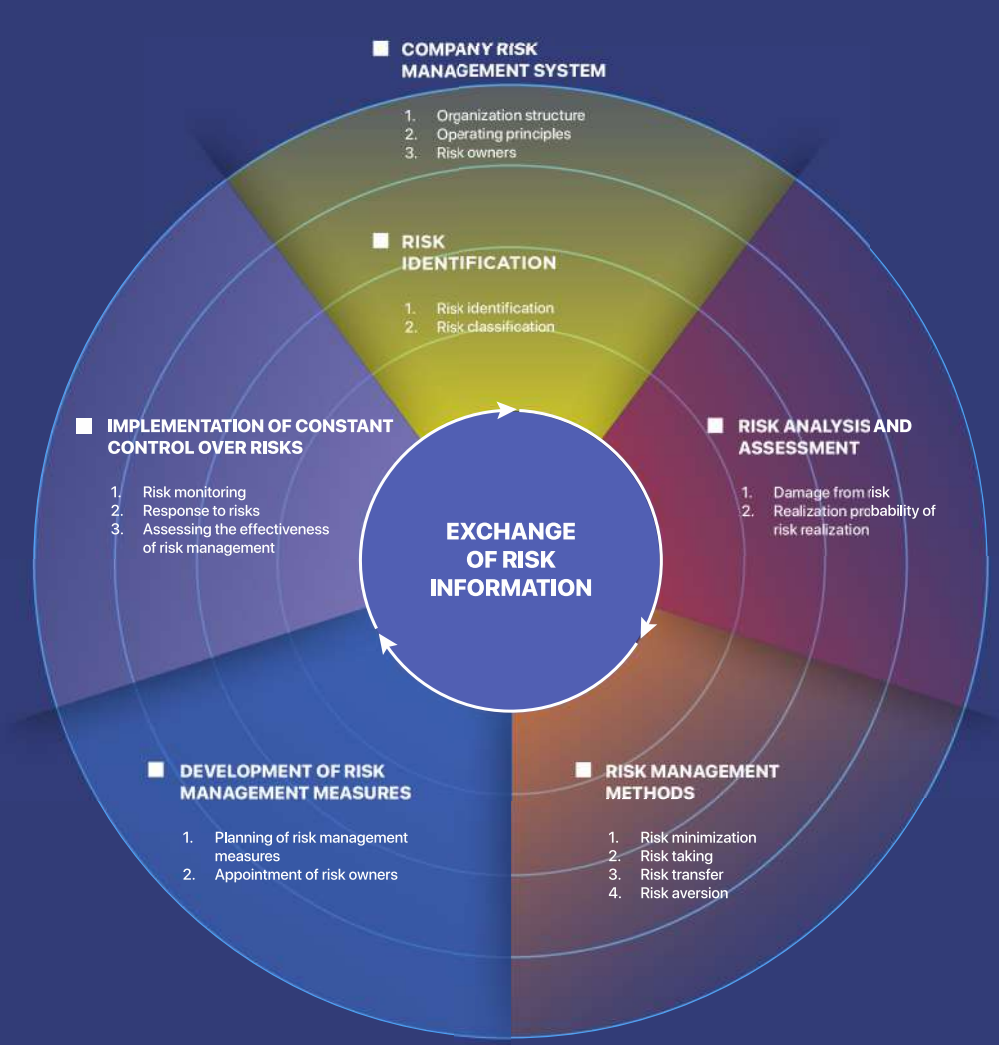 COMPANY RISK
MANAGEMENT SYSTEM
1. Organization structure
2. Operating principles
3. Risk owners
RISK
IDENTIFICATION
1. Risk identification
2. Risk classification
RISK ANALYSIS AND
ASSESSMENT
1. Damage from risk
2. Realization probability of
risk realization
RISK MANAGEMENT
METHODS
1. Risk minimization
2. Risk taking
3. Risk transfer
4. Risk aversion
DEVELOPMENT OF RISK
MANAGEMENT MEASURES
1. Planning of risk management
measures
2. Appointment of risk owners
IMPLEMENTATION OF CONSTANT
CONTROL OVER RISKS
1. Risk monitoring
2. Response to risks
3. Assessing the effectiveness
of risk management
EXCHANGE
OF RISK
INFORMATION